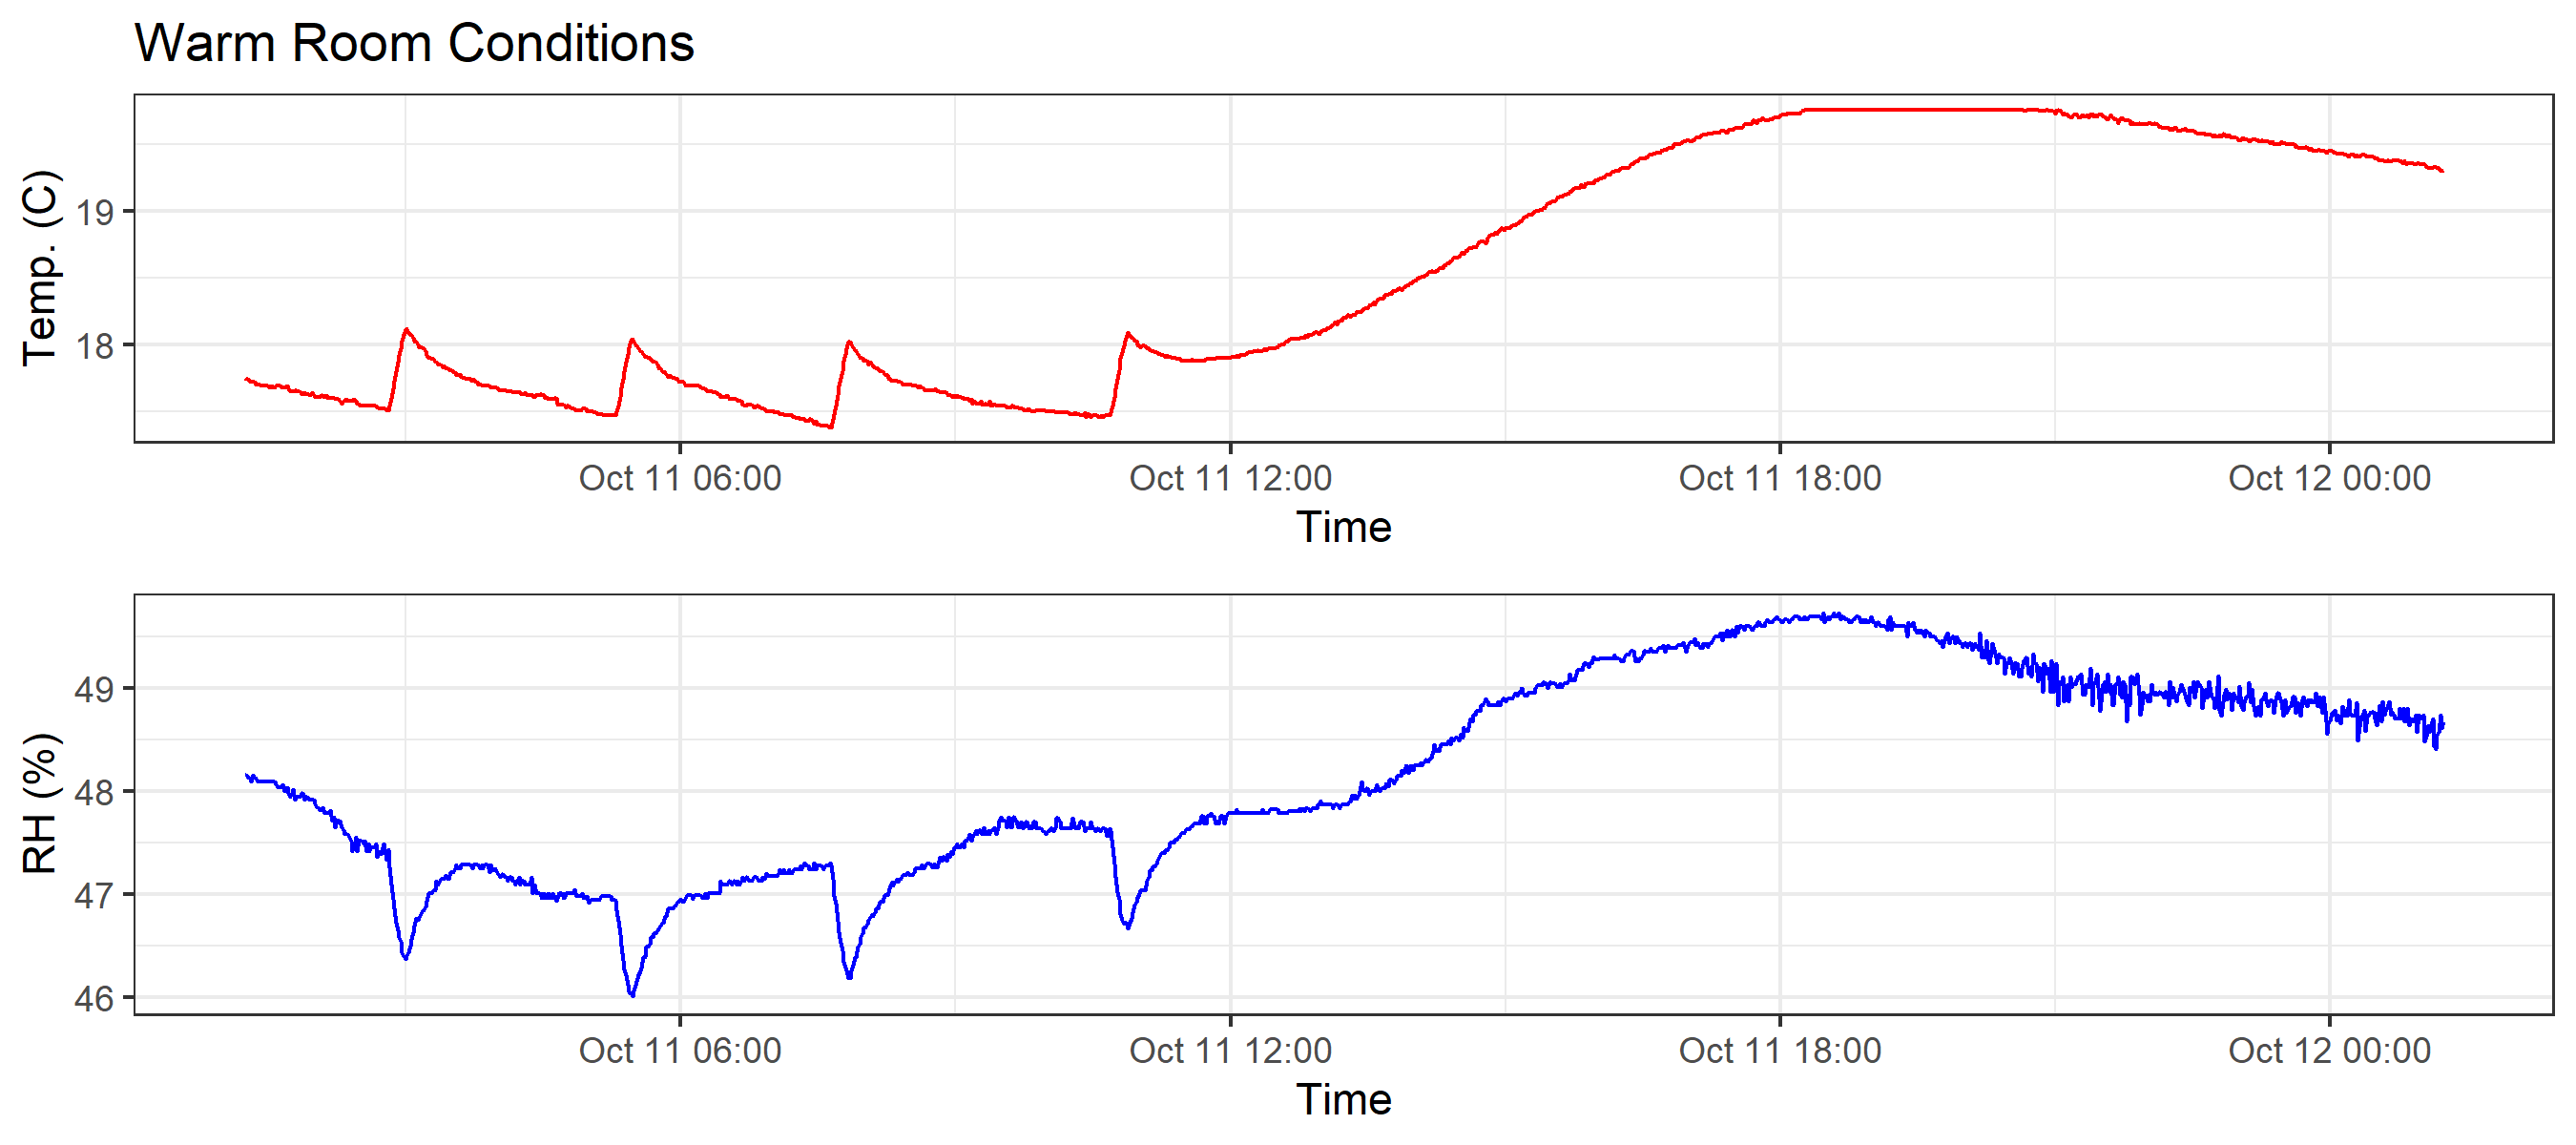 Warm Room Conditions
Temp. (C)
19
18
Oct 11 06:00 Oct 11 12:00 Oct 11 18:00 Oct 12 00:00
Time
RH (%)
49
48
47
46
Oct 11 06:00 Oct 11 12:00 Oct 11 18:00 Oct 12 00:00
Time